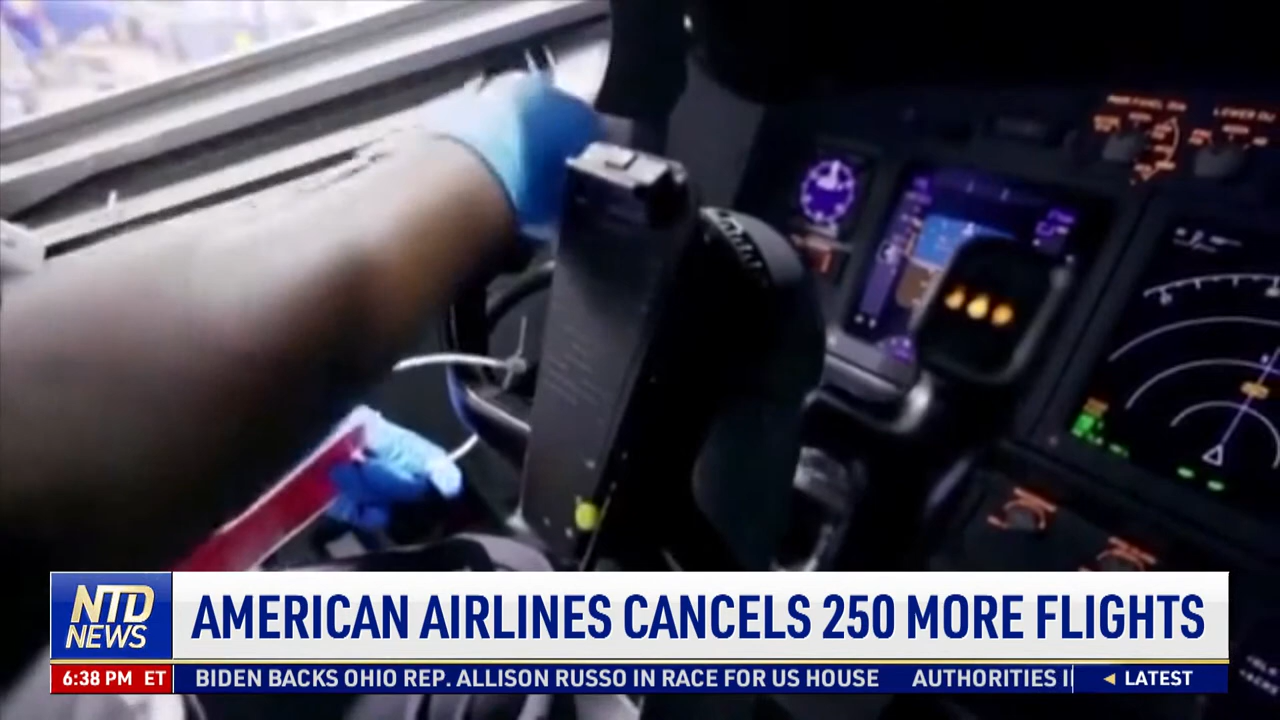 AMERICAN AIRLINES CANCELS 250 MORE FLIGHTS
NTD
NEWS
6:38 PM ET
BIDEN BACKS OHIO REP. ALLISON RUSSO IN RACE FOR US HOUSE
AUTHORITIES
LATEST